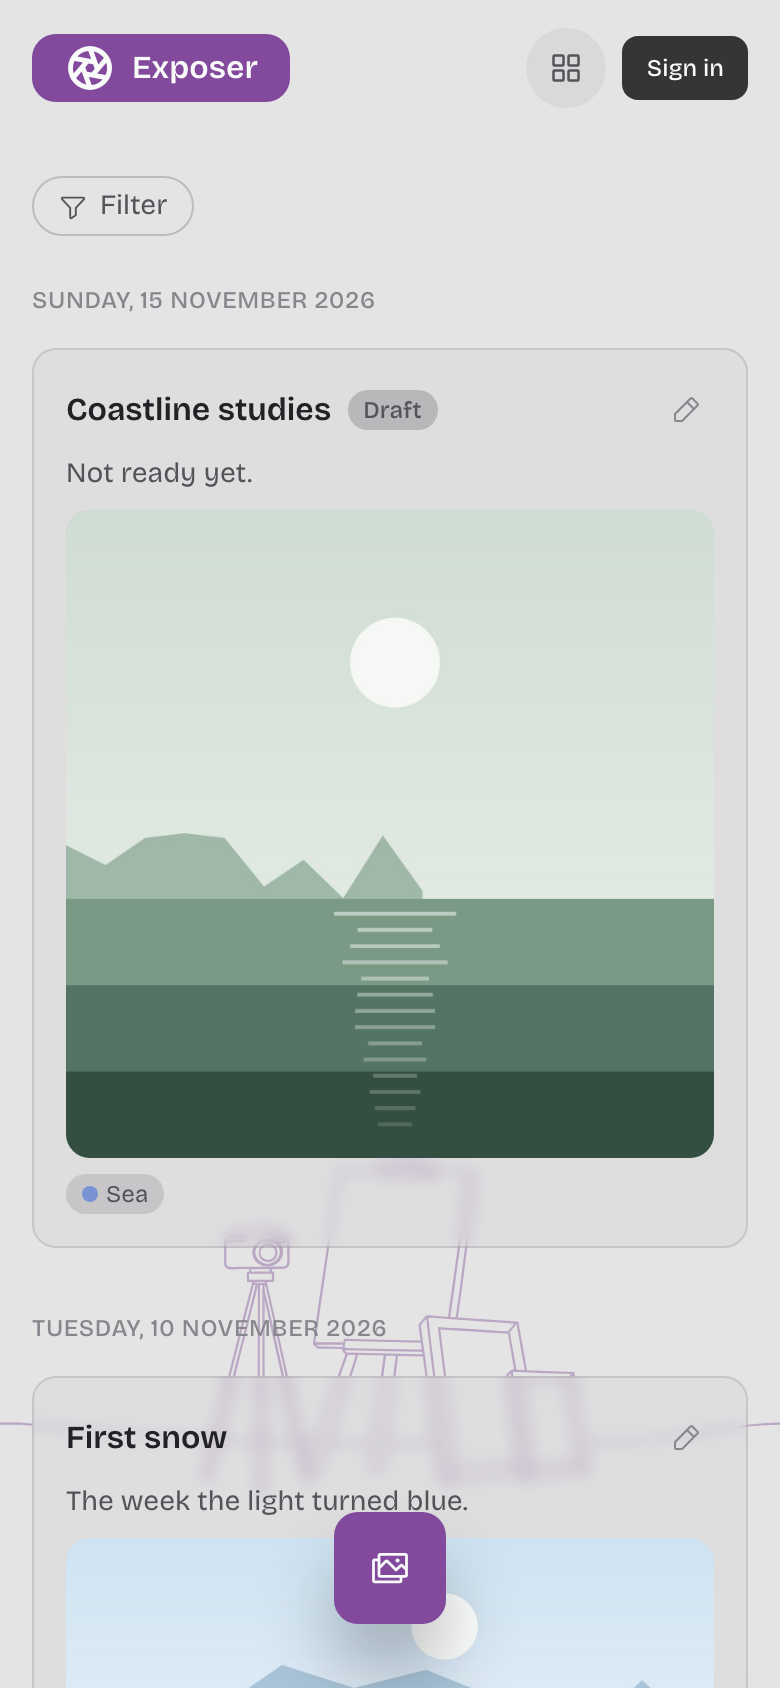 Exposer
Sign in
Filter
SUNDAY, 15 NOVEMBER 2026
Coastline studies
Draft
Not ready yet.
Sea
TUESDAY, 10 NOVEMBER 2026
First snow
The week the light turned blue.